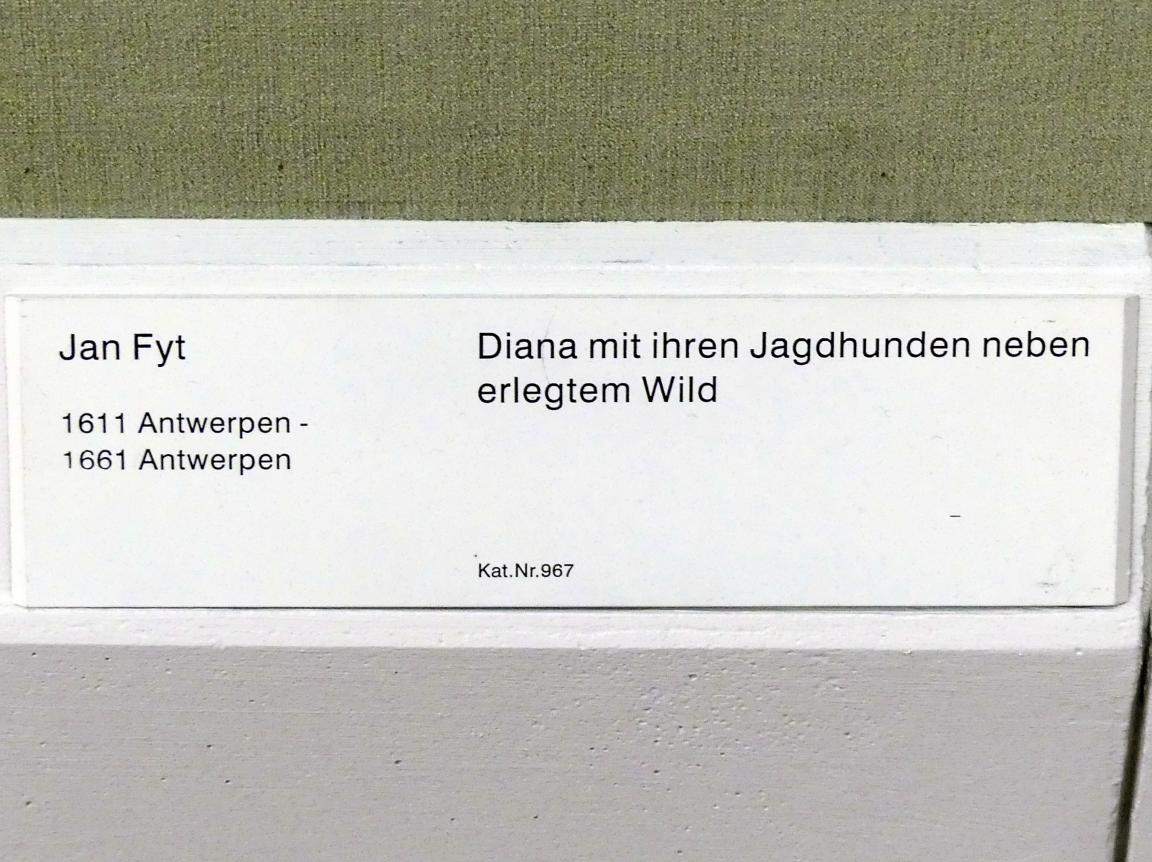 Jan Fyt
1611 Antwerpen -
1661 Antwerpen
Diana mit ihren Jagdhunden neben
erlegtem Wild
Kat.Nr.967